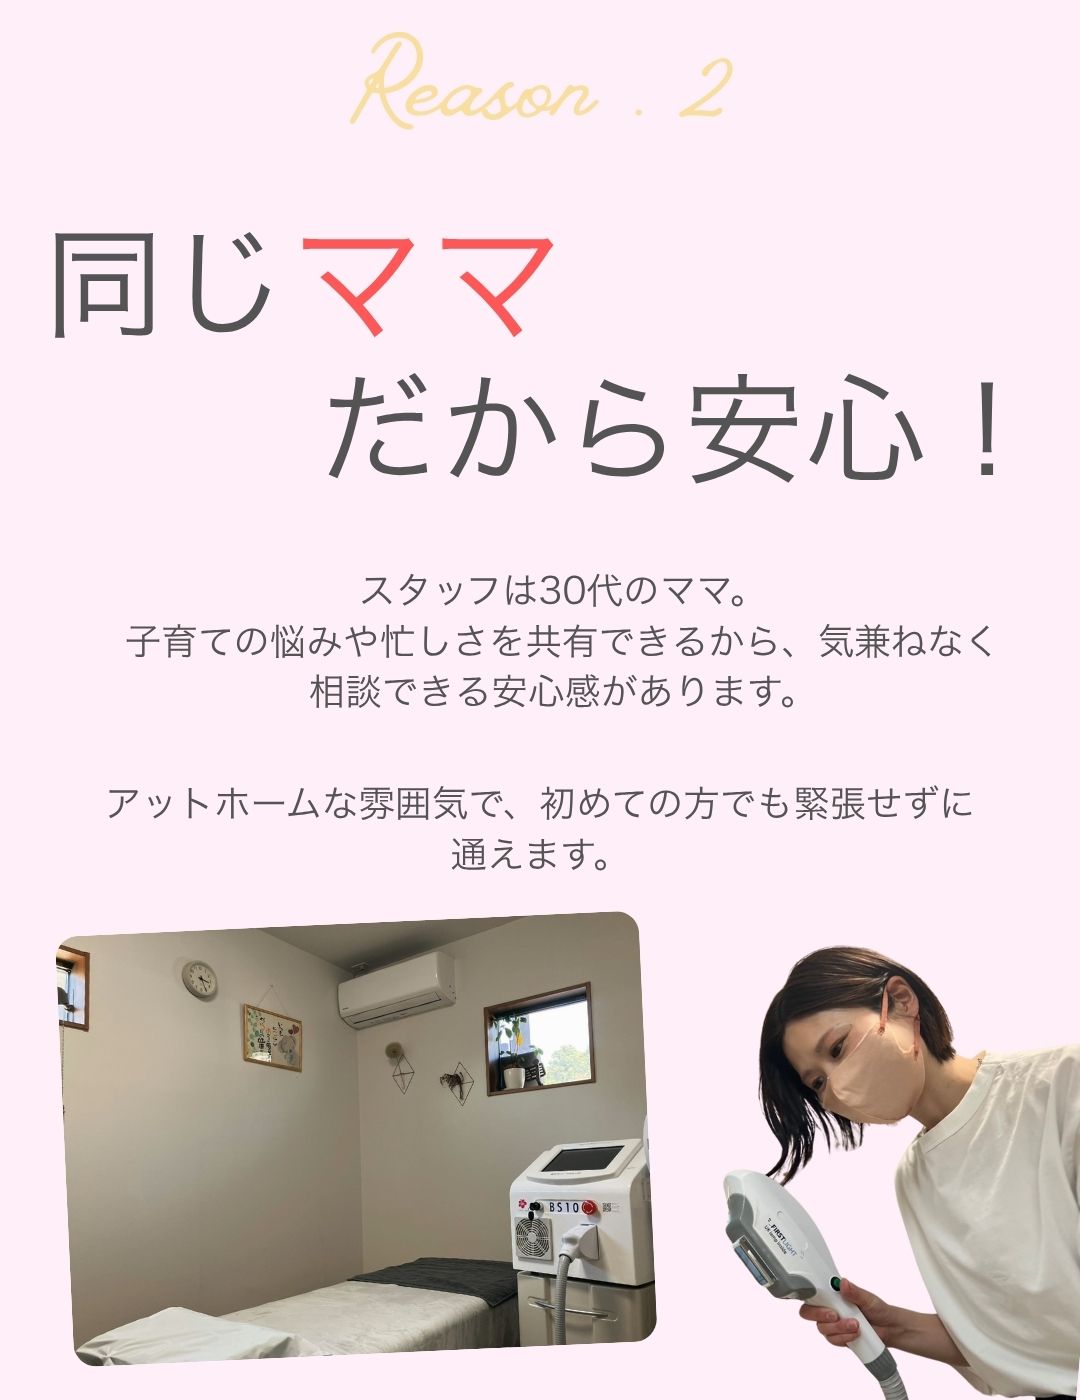 Reason . 2
同じママ
だから安心！
スタッフは30代のママ。
子育ての悩みや忙しさを共有できるから、気兼ねなく
相談できる安心感があります。
アットホームな雰囲気で、初めての方でも緊張せずに
通えます。
BS10
FIRSTLIGHT